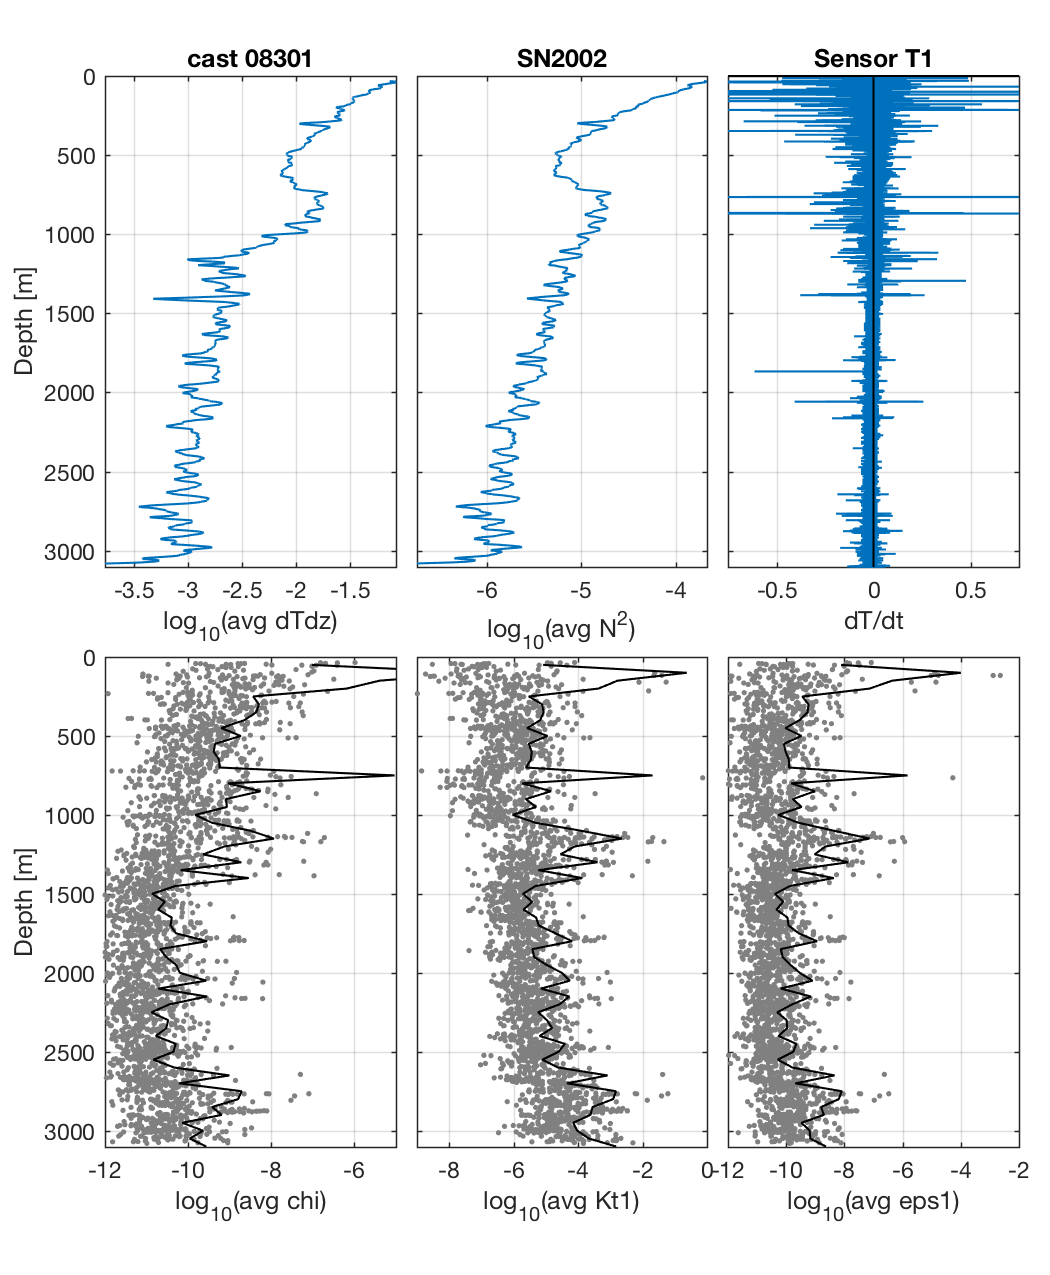 cast 08301 SN2002 Sensor T1
0
500
1000
1500
2000
2500
3000
Depth [m]
-3.5 -3 -2.5 -2 -1.5
log10(avg dTdz)
-6 -5 -4
log10(avg N2)
-0.5 0 0.5
dT/dt
0
500
1000
1500
2000
2500
3000
Depth [m]
-12 -10 -8 -6
log10(avg chi)
-8 -6 -4 -2 0
log10(avg Kt1)
-12 -10 -8 -6 -4 -2
log10(avg eps1)